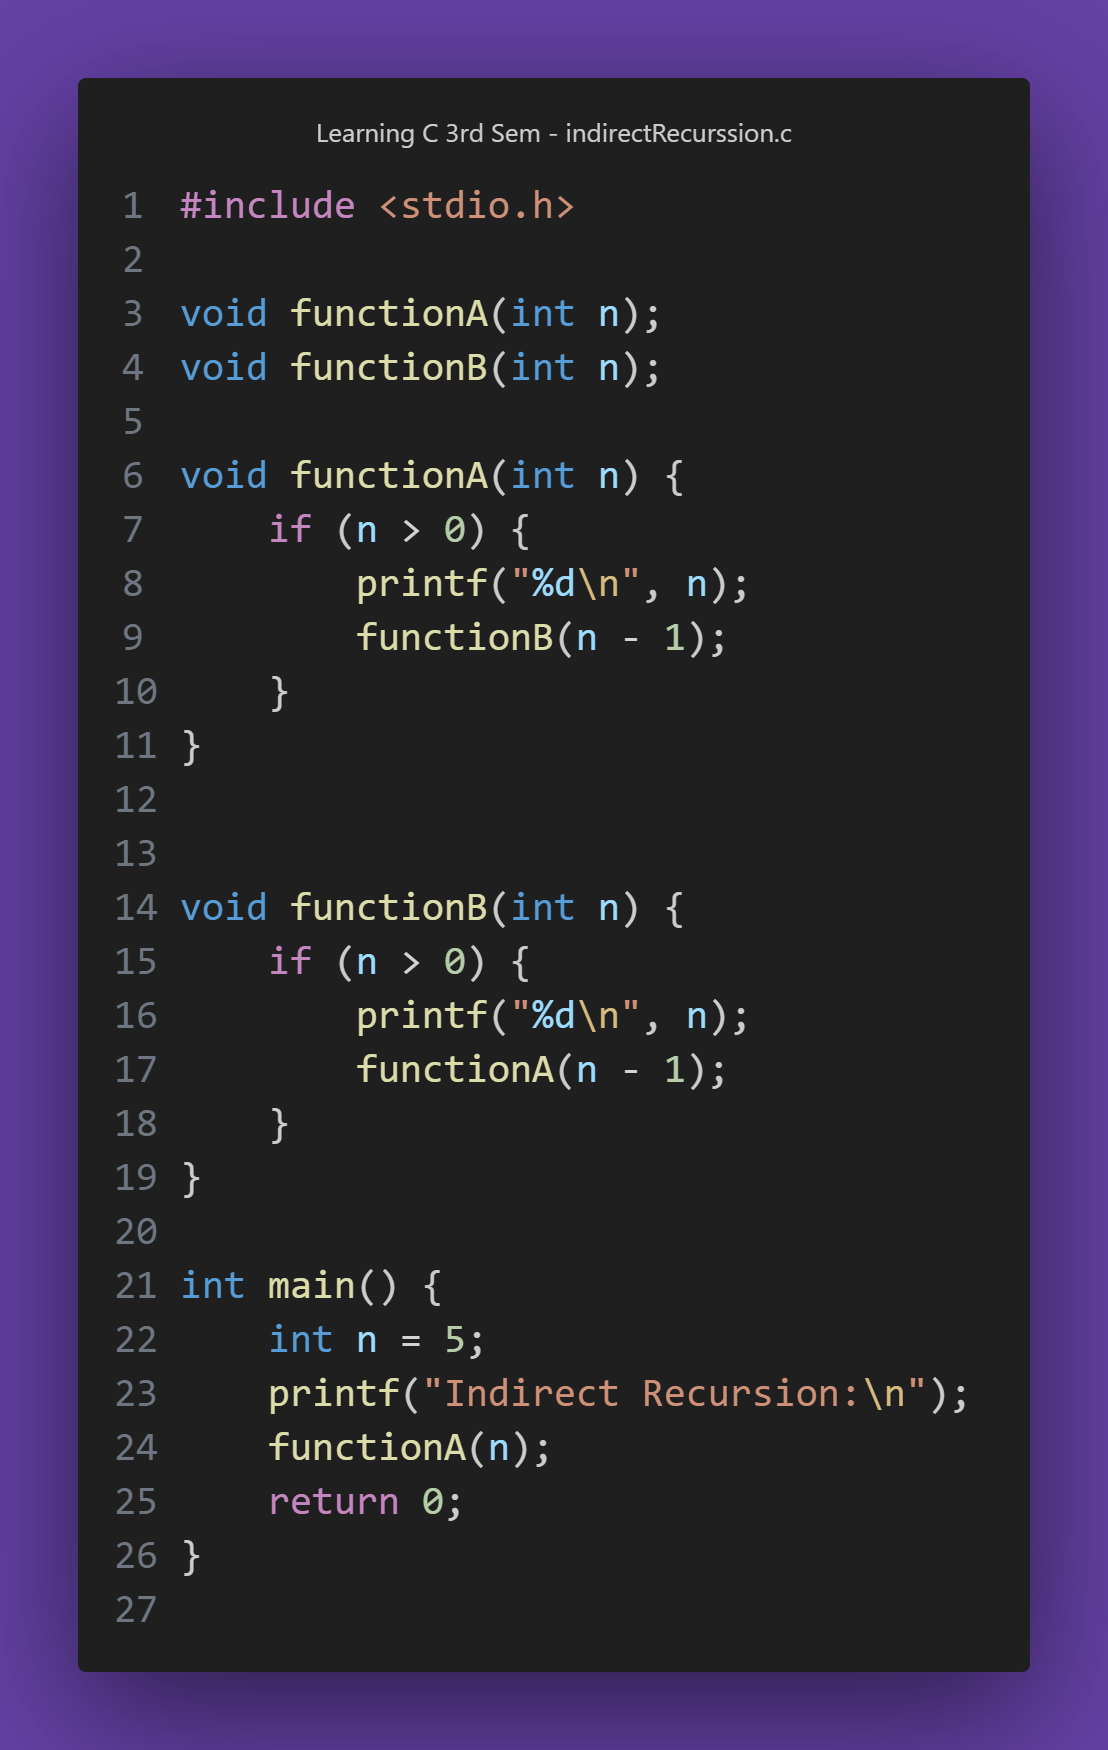 Learning C 3rd Sem - indirectRecurssion.c
1 #include <stdio.h>
2
3 void functionA(int n);
4 void functionB(int n);
5
6 void functionA(int n) {
7     if (n > 0) {
8         printf("%d\n", n);
9         functionB(n - 1);
10     }
11 }
12
13
14 void functionB(int n) {
15     if (n > 0) {
16         printf("%d\n", n);
17         functionA(n - 1);
18     }
19 }
20
21 int main() {
22     int n = 5;
23     printf("Indirect Recursion:\n");
24     functionA(n);
25     return 0;
26 }
27